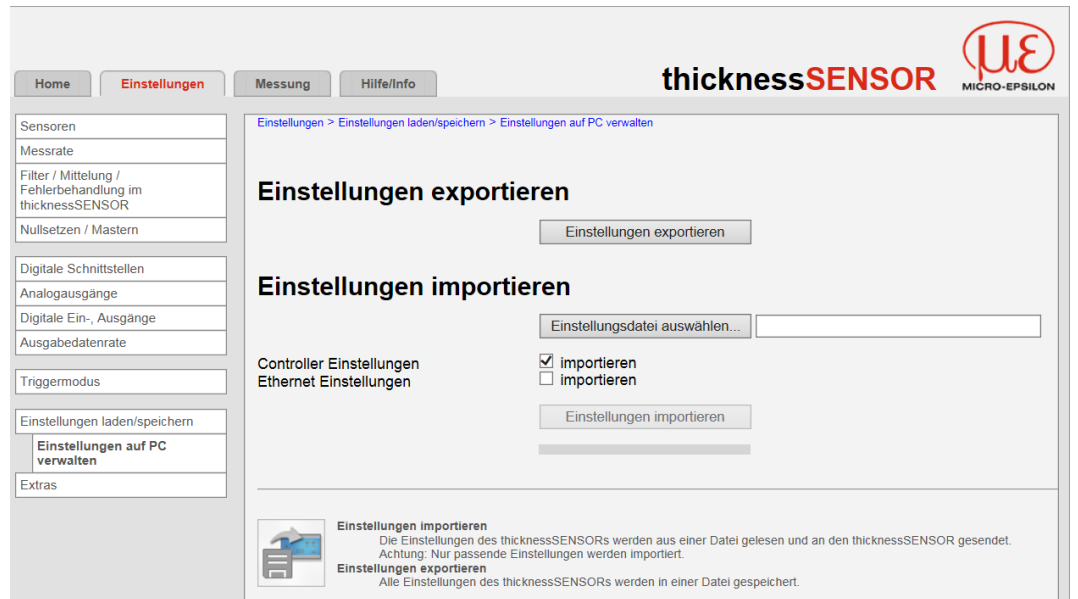 thicknessSENSOR
με
MICRO-EPSILON
Home
Einstellungen
Messung
Hilfe/Info
Sensoren
Messrate
Filter / Mittelung /
Fehlerbehandlung im
thicknessSENSOR
Nullsetzen / Mastern
Digitale Schnittstellen
Analogausgänge
Digitale Ein-, Ausgänge
Ausgabedatenrate
Triggermodus
Einstellungen laden/speichern
Einstellungen auf PC
verwalten
Extras
Einstellungen > Einstellungen laden/speichern > Einstellungen auf PC verwalten
Einstellungen exportieren
Einstellungen exportieren
Einstellungen importieren
Einstellungsdatei auswählen...
Controller Einstellungen importieren
Ethernet Einstellungen importieren
Einstellungen importieren
Einstellungen importieren
Die Einstellungen des thicknessSENSORs werden aus einer Datei gelesen und an den thicknessSENSOR gesendet.
Achtung: Nur passende Einstellungen werden importiert.
Einstellungen exportieren
Alle Einstellungen des thicknessSENSORs werden in einer Datei gespeichert.